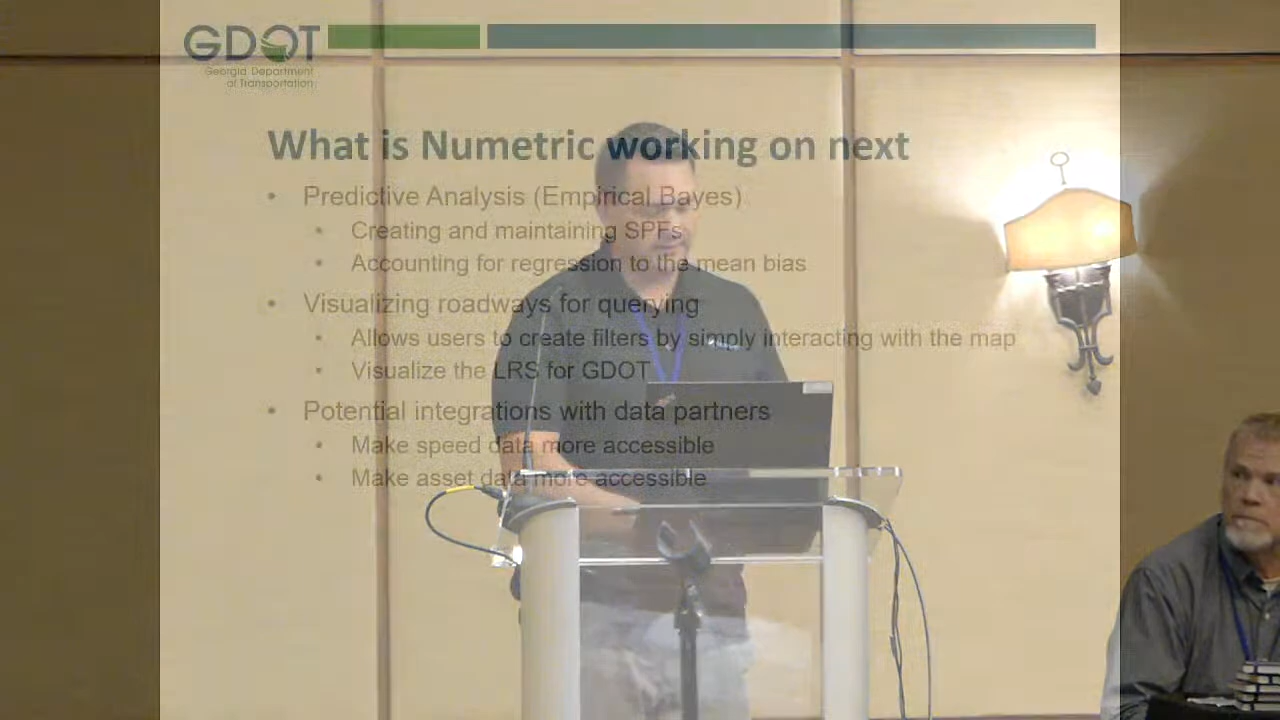 GDOT
Georgia Department
of Transportation
What is Numetric working on next
• Predictive Analysis (Empirical Bayes)
• Creating and maintaining SPFs
• Accounting for regression to the mean bias
• Visualizing roadways for querying
• Allows users to create filters by simply interacting with the map
• Visualize the LRS for GDOT
• Potential integrations with data partners
• Make speed data more accessible
• Make asset data more accessible